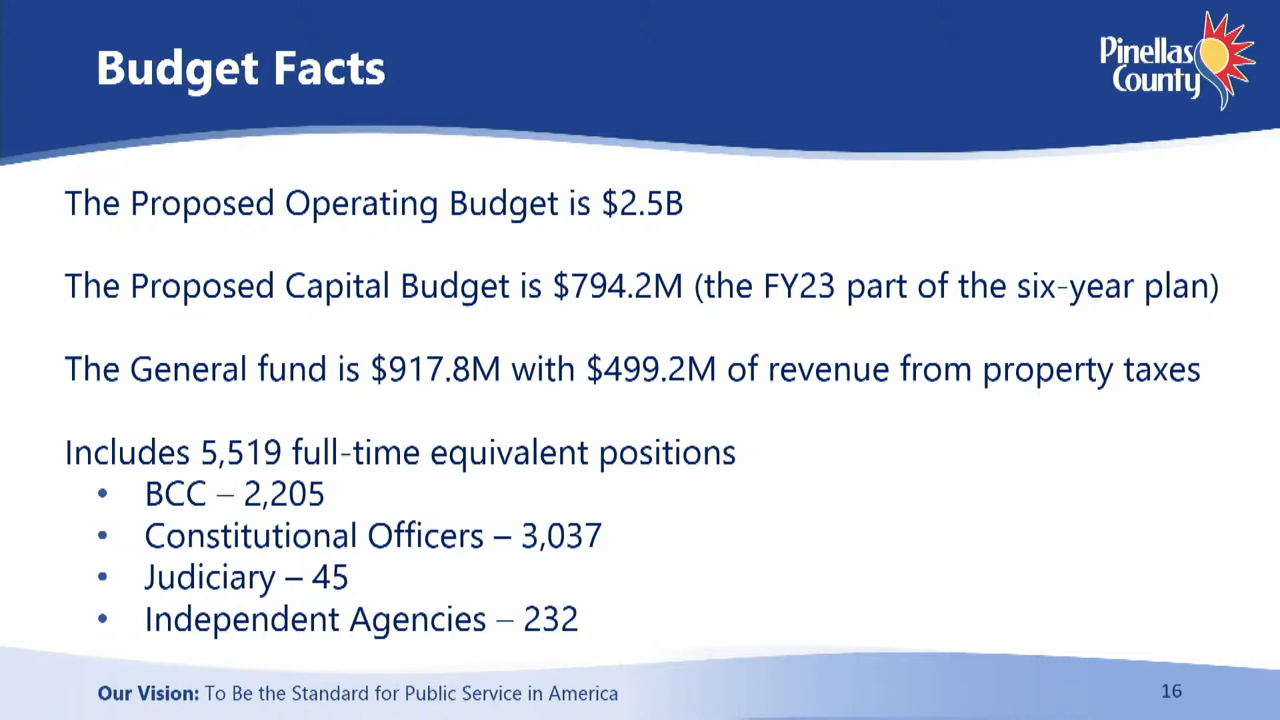 Budget Facts
Pinellas
County
The Proposed Operating Budget is $2.5B
The Proposed Capital Budget is $794.2M (the FY23 part of the six-year plan)
The General fund is $917.8M with $499.2M of revenue from property taxes
Includes 5,519 full-time equivalent positions
• BCC – 2,205
• Constitutional Officers – 3,037
• Judiciary – 45
• Independent Agencies – 232
Our Vision: To Be the Standard for Public Service in America
16